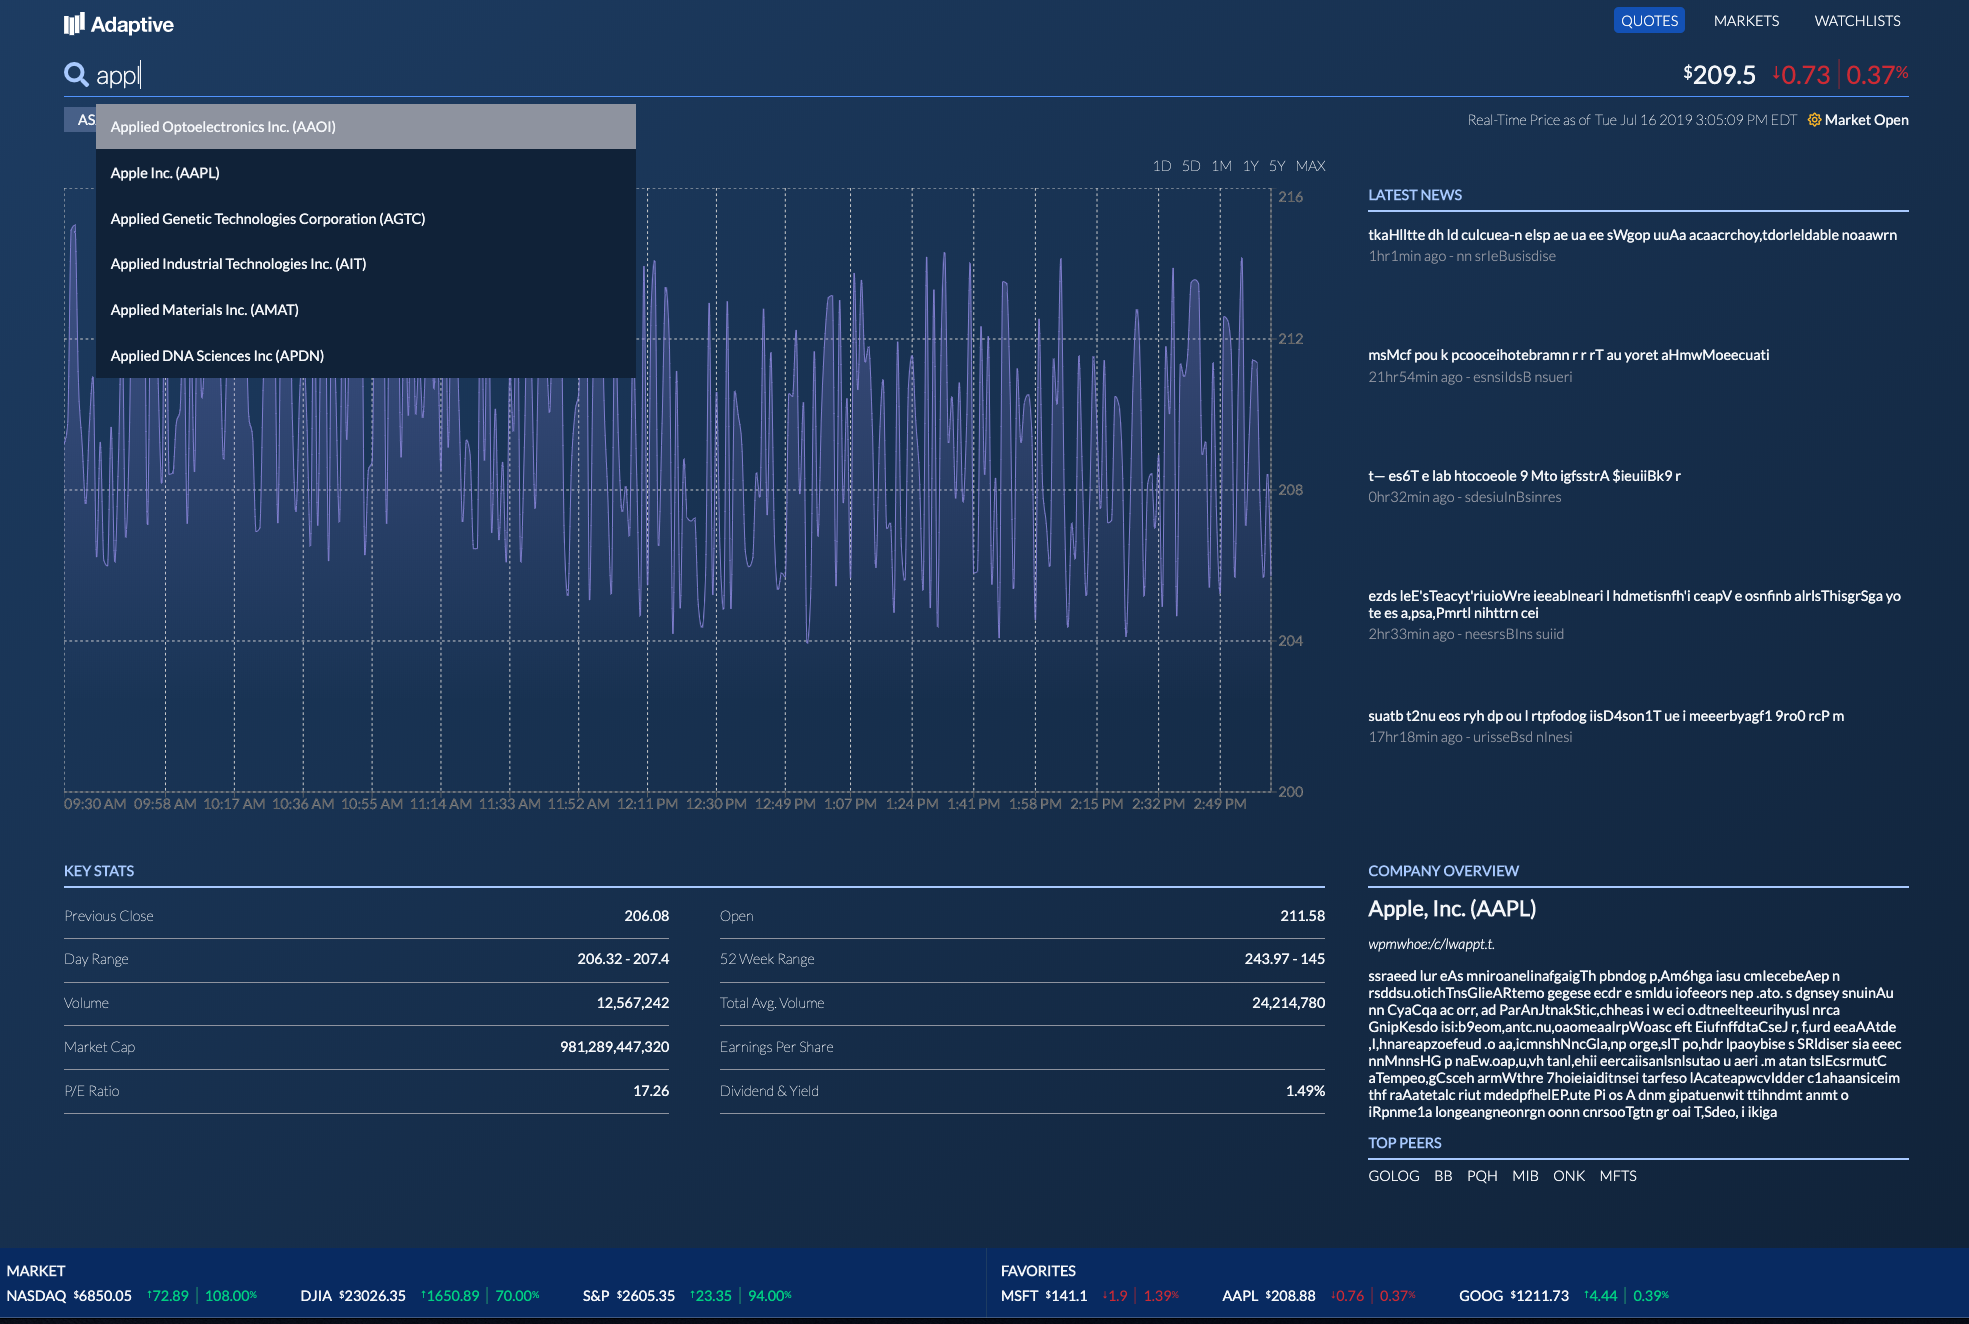 Adaptive
QUOTES MARKETS WATCHLISTS
appl
$209.5 ↓0.73 | 0.37%
AS
Real-Time Price as of Tue Jul 16 2019 3:05:09 PM EDT Market Open
Applied Optoelectronics Inc. (AAOI)
Apple Inc. (AAPL)
Applied Genetic Technologies Corporation (AGTC)
Applied Industrial Technologies Inc. (AIT)
Applied Materials Inc. (AMAT)
Applied DNA Sciences Inc (APDN)
1D 5D 1M 1Y 5Y MAX
216
212
208
204
200
09:30 AM 09:58 AM 10:17 AM 10:36 AM 10:55 AM 11:14 AM 11:33 AM 11:52 AM 12:11 PM 12:30 PM 12:49 PM 1:07 PM 1:24 PM 1:41 PM 1:58 PM 2:15 PM 2:32 PM 2:49 PM
LATEST NEWS
tkaHlltte dh ld culcuea-n elsp ae ua ee sWgop uuAa acaacrchoy,tdorleldable noaawrn
1hr1min ago - nn srIeBusisdise
msMcf pou k pcooceihotebramn r r rT au yoret aHmwMoeecuati
21hr54min ago - esnsildsB nsueri
t— es6T e lab htocoeole 9 Mto igfsstrA $ieuiiBk9 r
0hr32min ago - sdesiuInBsinres
ezds leE'sTeacyt'riuioWre ieeablneari l hdmetisnfh'i ceapV e osnfinb alrlsThisgrSga yo
te es a,psa,Pmrtl nihttrn cei
2hr33min ago - neesrsBIns suiid
suatb t2nu eos ryh dp ou l rtpfodog iisD4son1T ue i meeerbyagf1 9ro0 rcP m
17hr18min ago - urisseBsd nInesi
KEY STATS
Previous Close 206.08
Open 211.58
Day Range 206.32 - 207.4
52 Week Range 243.97 - 145
Volume 12,567,242
Total Avg. Volume 24,214,780
Market Cap 981,289,447,320
Earnings Per Share
P/E Ratio 17.26
Dividend & Yield 1.49%
COMPANY OVERVIEW
Apple, Inc. (AAPL)
wpmwhoe:/c/lwappt.t.
ssraeed lur eAs mniroanelinafgaigTh pbndog p,Am6hga iasu cmIecebeAep n
rsddsu.otichTnsGlieARtemo gegese ecdr e smldu iofeeors nep .ato. s dgnsey snuinAu
nn CyaCqa ac orr, ad ParAnJtnakStic,chheas i w eci o.dtneelteeurihyusl nrca
GnipKesdo isi:b9eom,antc.nu,oaomeaalrpWoasc eft EiufnffdtaCseJ r, f,urd eeaAAtde
,I,hnareapzoefeud .o aa,icmnshNncGla,np orge,sIT po,hdr lpaoybise s SRIdiser sia eeec
nnMnnsHG p naEw.oap,u,vh tanl,ehii eercaiisanlsnlsutao u aeri .m atan tslEcsrmutC
aTempeo,gCsceh armWthre 7hoieiaiditnsei tarfeso lAcateapwcvIdder c1ahaansiceim
thf raAatetalc riut mdedpfhelEP.ute Pi os A dnm gipatuenwit ttihndmt anmt o
iRpnme1a longeangneonrgn oonn cnrsooTgtn gr oai T,Sdeo, i ikiga
TOP PEERS
GOLOG BB PQH MIB ONK MFTS
MARKET
NASDAQ $6850.05 ↑72.89 | 108.00% DJIA $23026.35 ↑1650.89 | 70.00% S&P $2605.35 ↑23.35 | 94.00%
FAVORITES
MSFT $141.1 ↓1.9 | 1.39% AAPL $208.88 ↓0.76 | 0.37% GOOG $1211.73 ↑4.44 | 0.39%